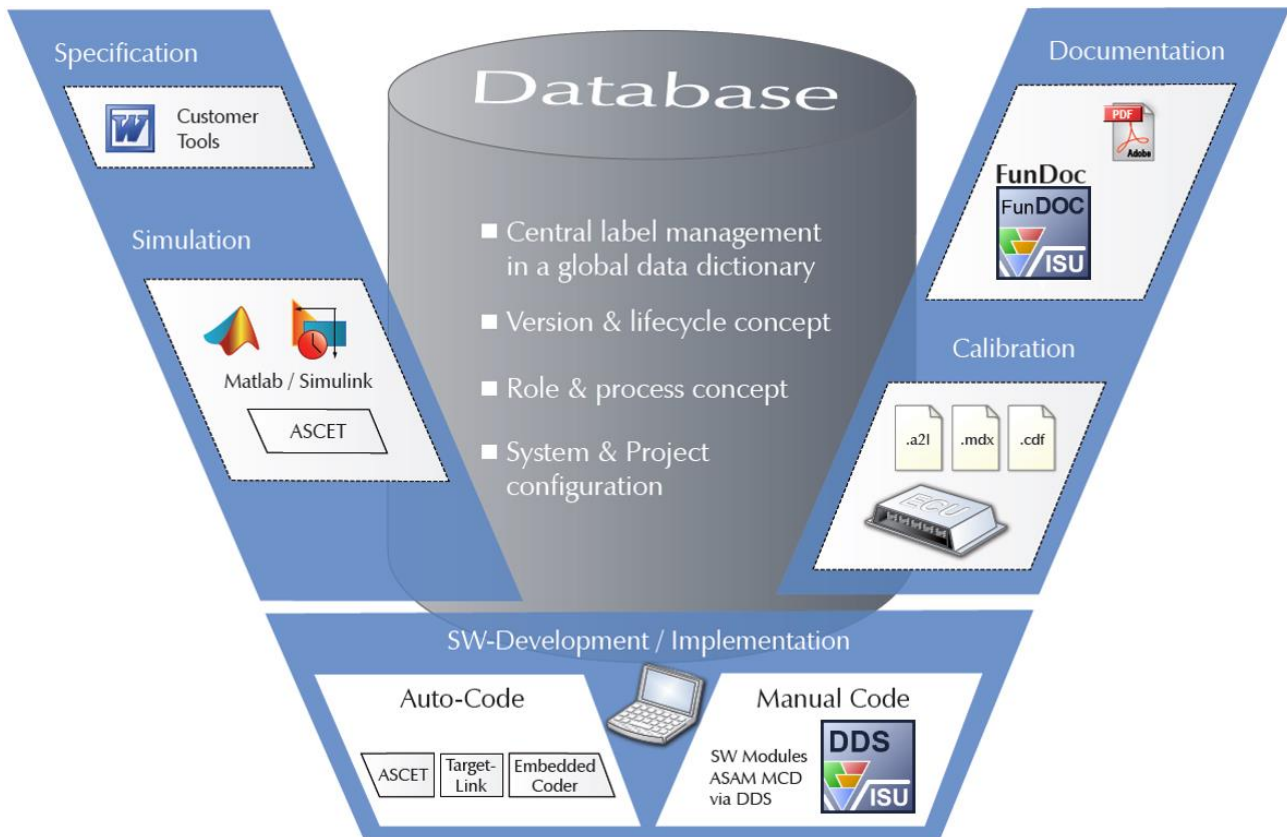 Specification
W
Customer
Tools
Simulation
Matlab / Simulink
ASCET
Database
■ Central label management
in a global data dictionary
■ Version & lifecycle concept
■ Role & process concept
■ System & Project
configuration
Documentation
PDF
Adobe
FunDoc
FunDOC
ISU
Calibration
.a2l
.mdx
.cdf
ECU
SW-Development / Implementation
Auto-Code
ASCET
Target-
Link
Embedded
Coder
Manual Code
SW Modules
ASAM MCD
via DDS
DDS
ISU